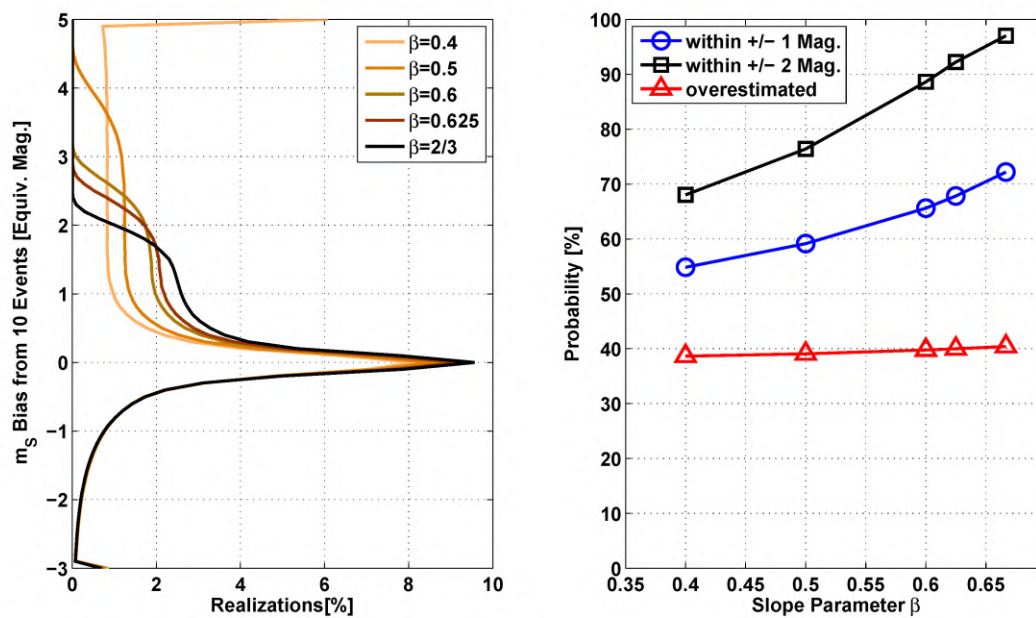 5
4
3
2
1
0
−1
−2
−3
m_S Bias from 10 Events [Equiv. Mag.]
β=0.4
β=0.5
β=0.6
β=0.625
β=2/3
0 2 4 6 8 10
Realizations[%]
100
90
80
70
60
50
40
30
20
10
0
Probability [%]
within +/− 1 Mag.
within +/− 2 Mag.
overestimated
0.35 0.4 0.45 0.5 0.55 0.6 0.65
Slope Parameter β